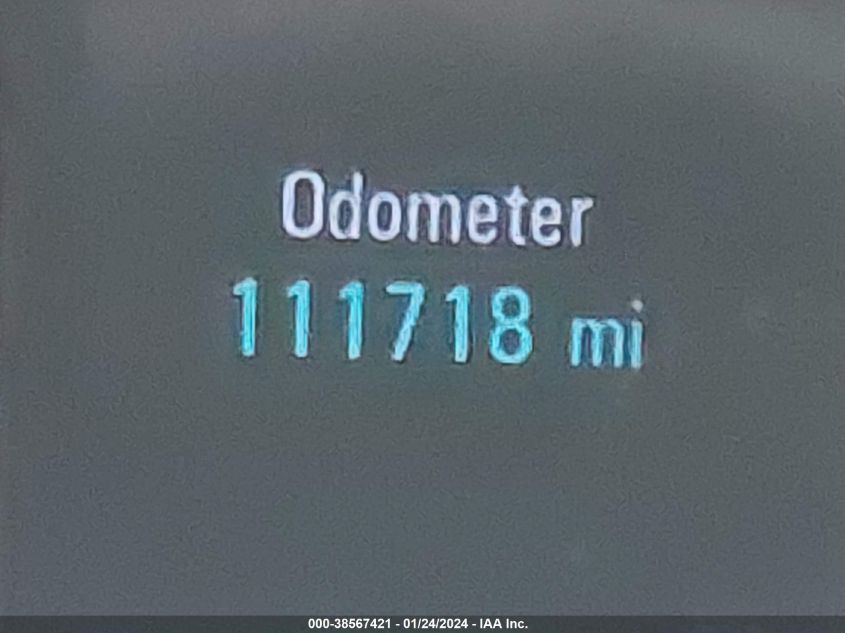 Odometer
111718 mi
000-38567421 - 01/24/2024 - IAA Inc.